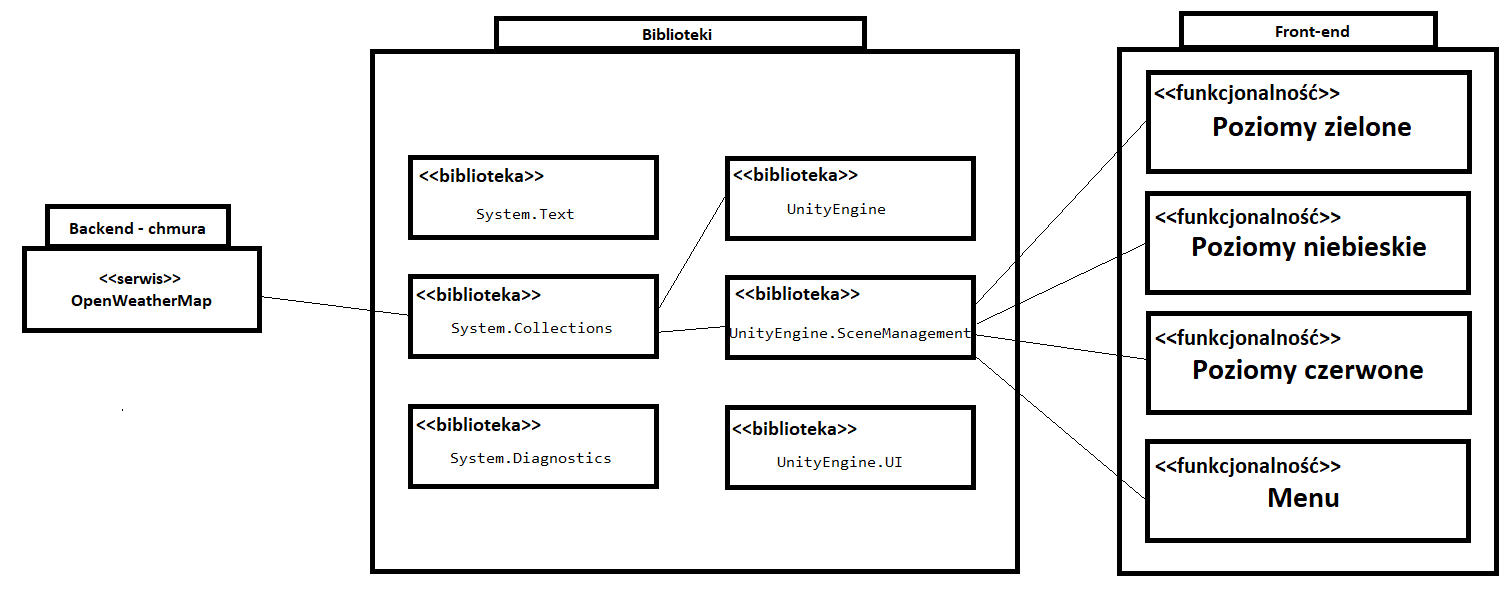 Backend - chmura
<<serwis>>
OpenWeatherMap
Biblioteki
<<biblioteka>>
System.Text
<<biblioteka>>
System.Collections
<<biblioteka>>
System.Diagnostics
<<biblioteka>>
UnityEngine
<<biblioteka>>
UnityEngine.SceneManagement
<<biblioteka>>
UnityEngine.UI
Front-end
<<funkcjonalność>>
Poziomy zielone
<<funkcjonalność>>
Poziomy niebieskie
<<funkcjonalność>>
Poziomy czerwone
<<funkcjonalność>>
Menu